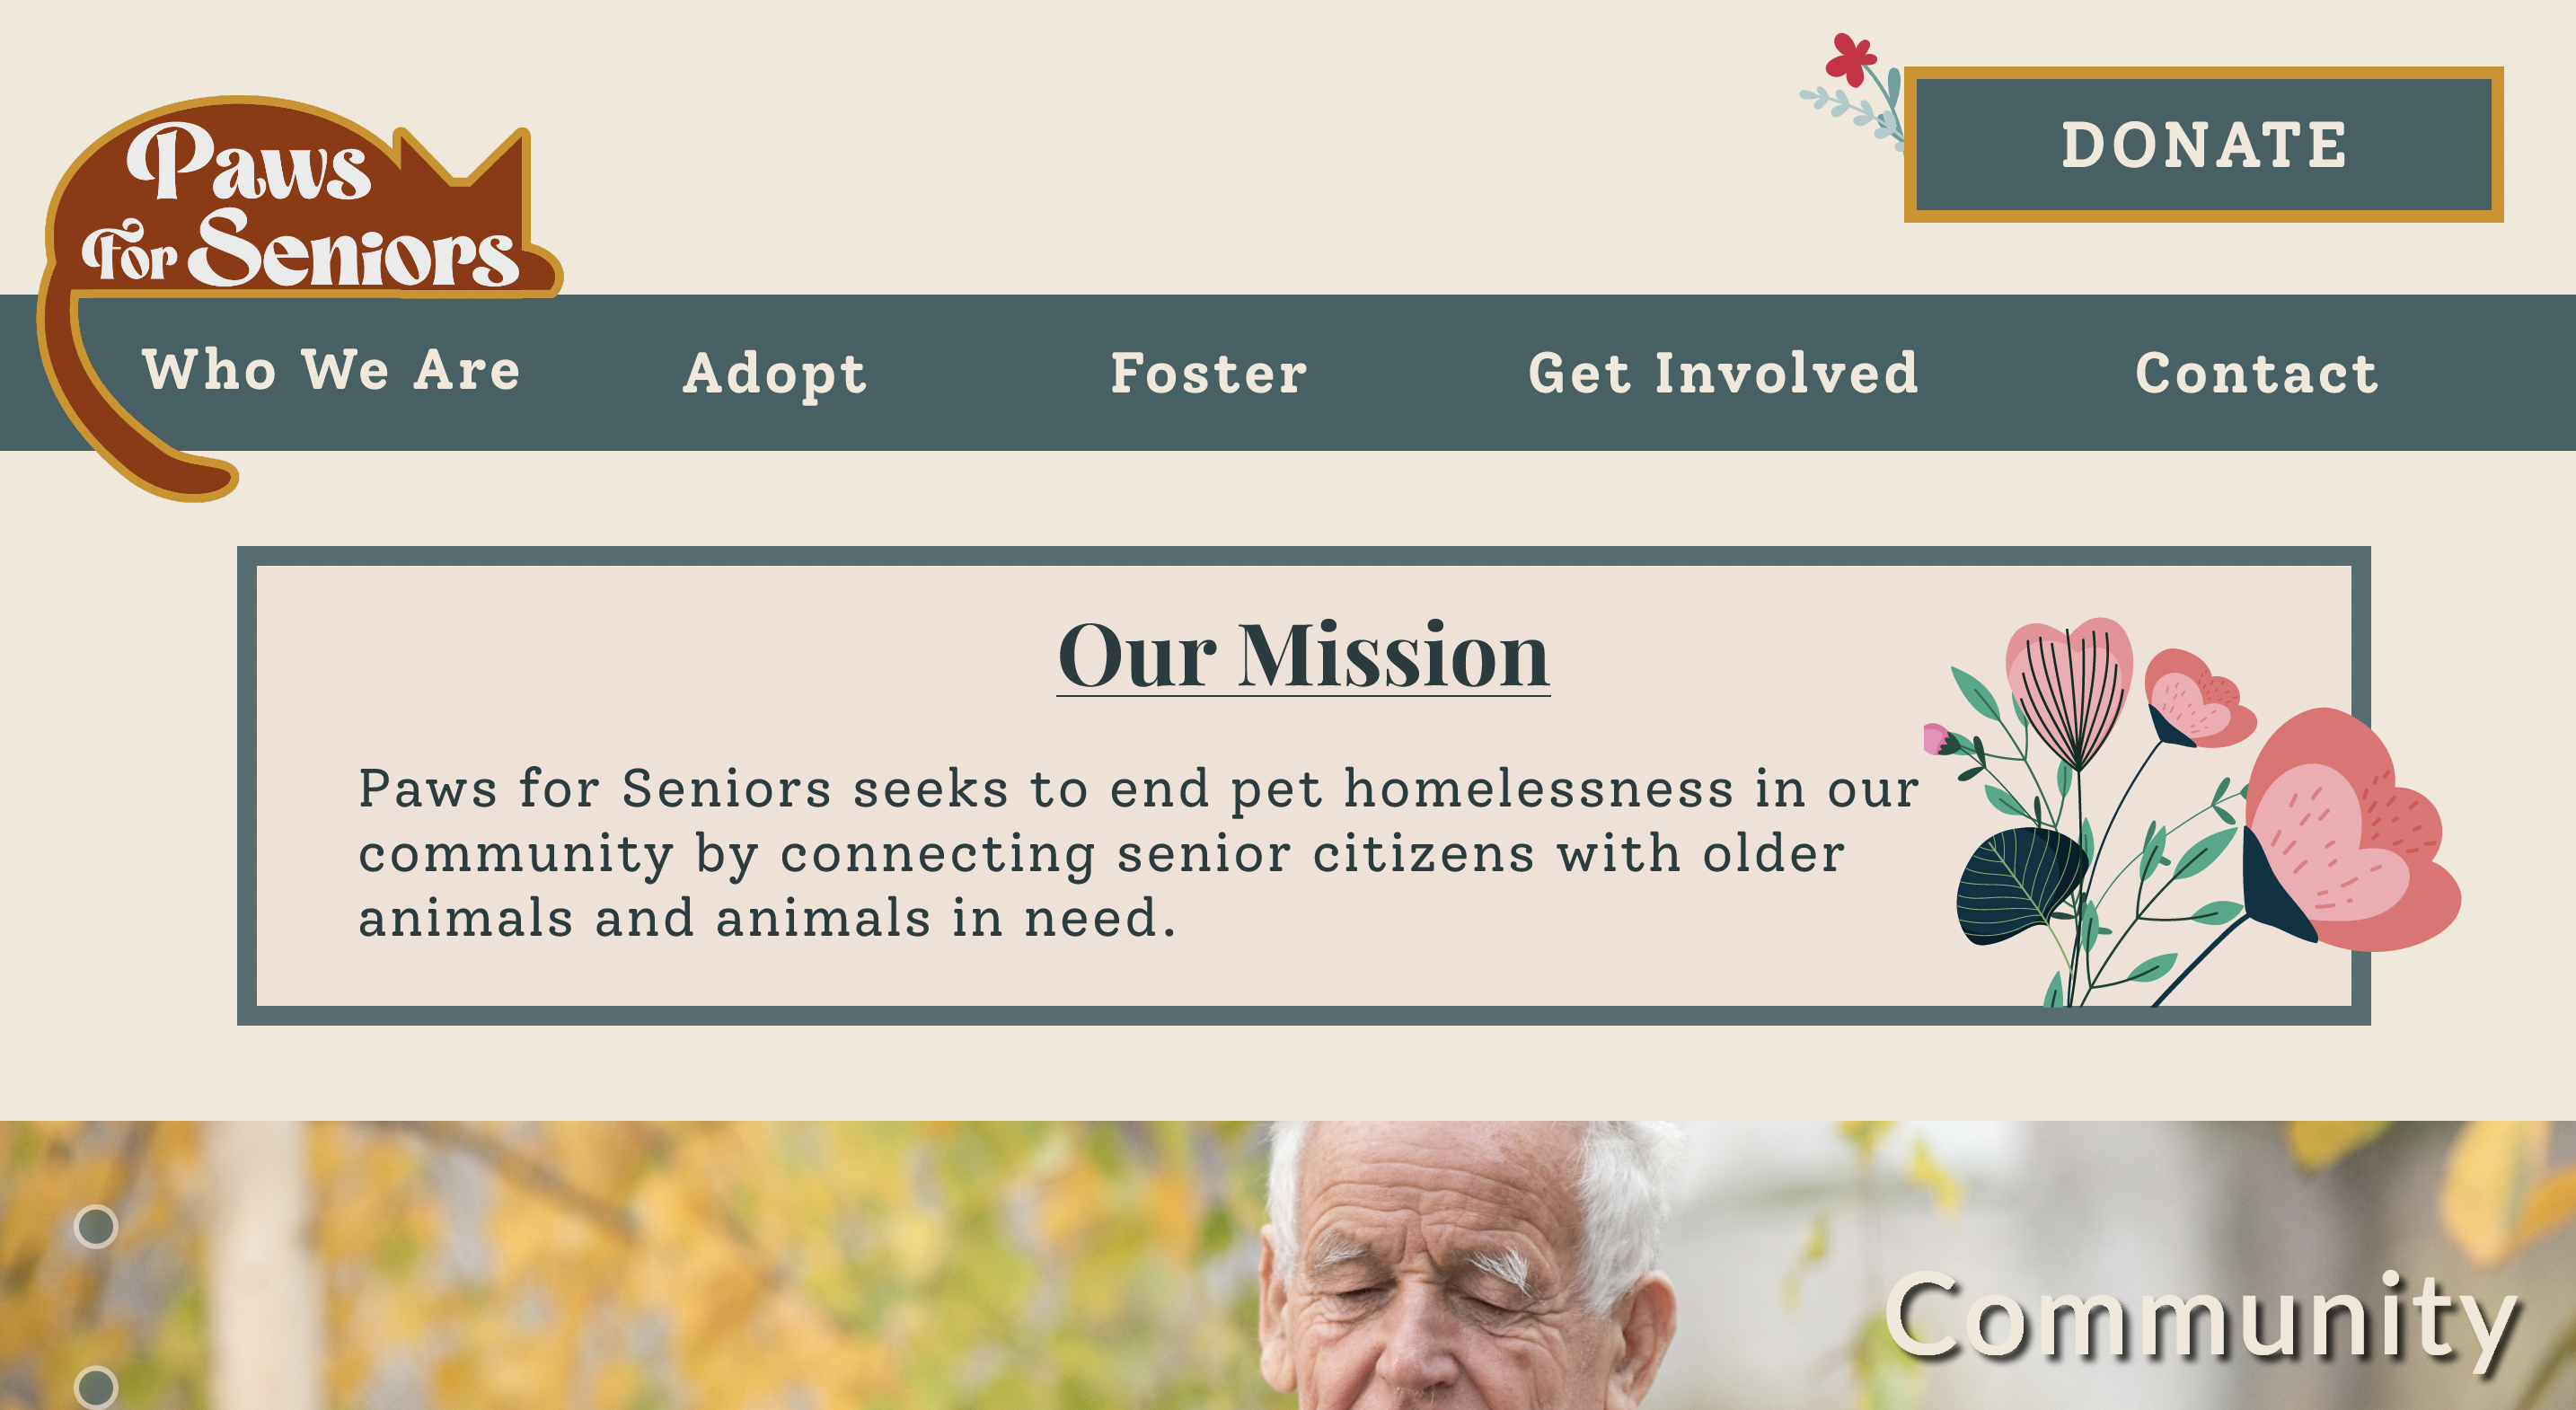 Paws
for Seniors
DONATE
Who We Are
Adopt
Foster
Get Involved
Contact
Our Mission
Paws for Seniors seeks to end pet homelessness in our
community by connecting senior citizens with older
animals and animals in need.
Community